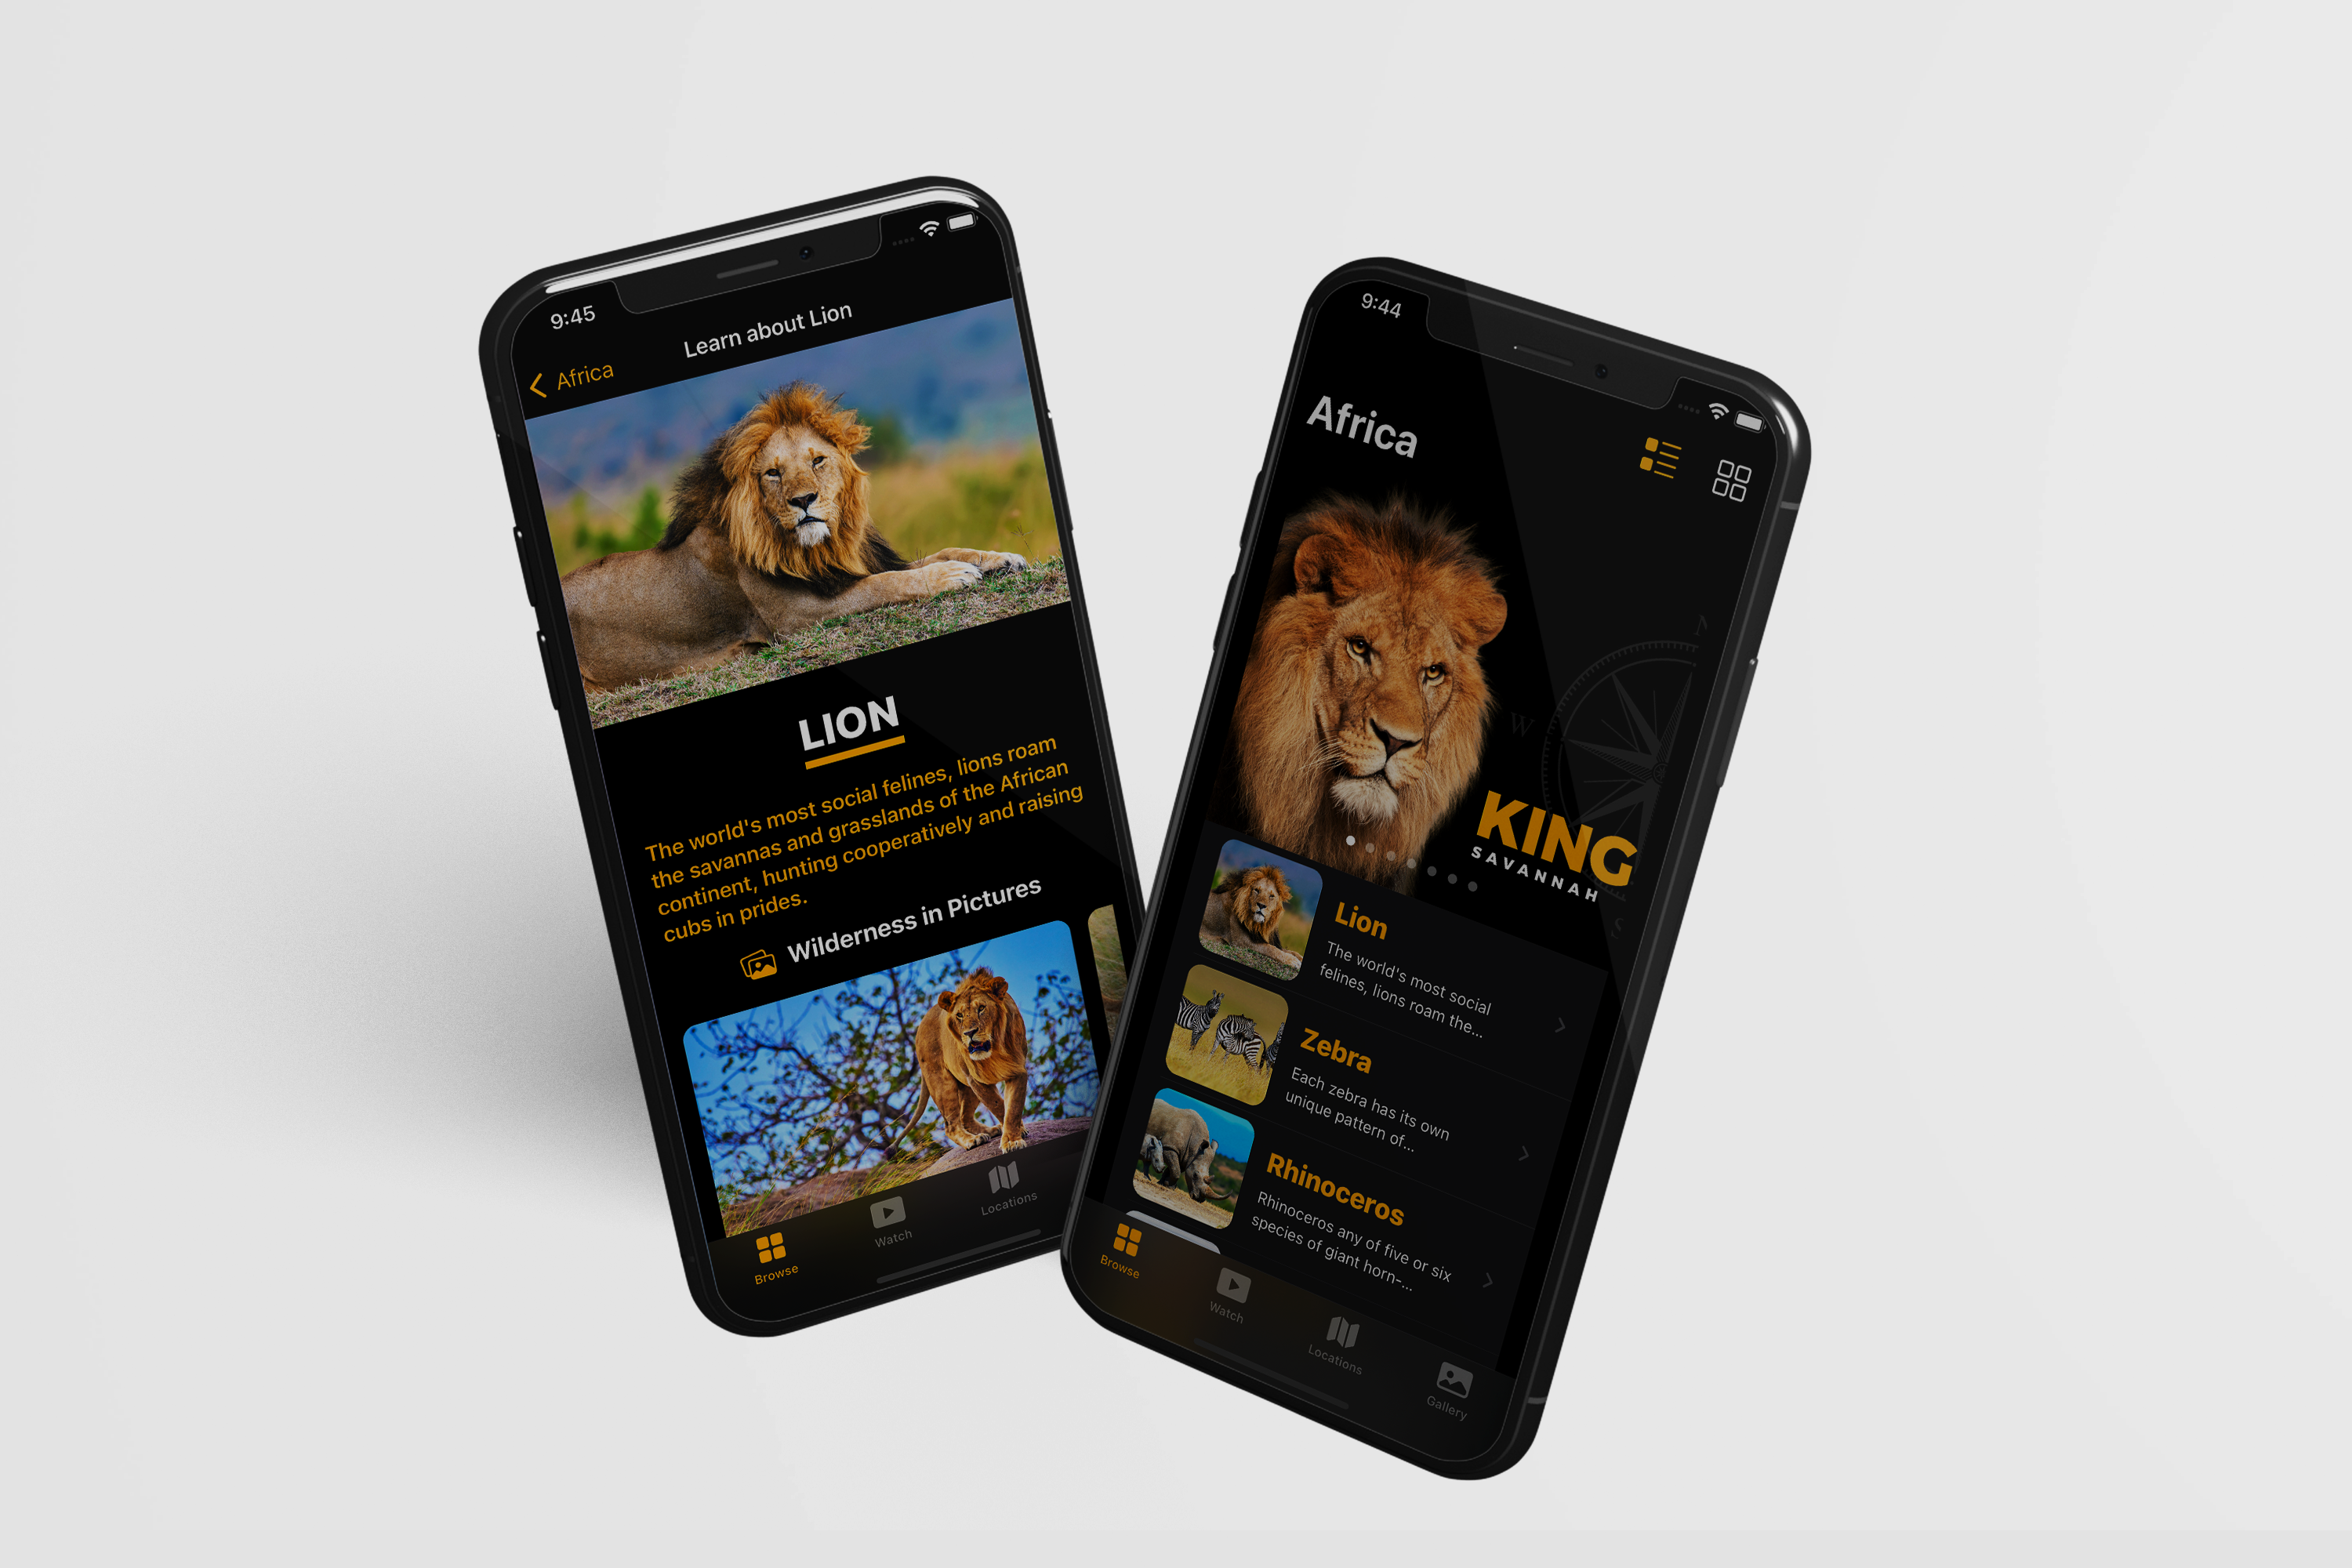 9:45
Africa
Learn about Lion
LION
The world's most social felines, lions roam
the savannas and grasslands of the African
continent, hunting cooperatively and raising
cubs in prides.
Wilderness in Pictures
Browse
Watch
Locations
9:44
Africa
N
W
S
KING
SAVANNAH
Lion
The world's most social
felines, lions roam the...
Zebra
Each zebra has its own
unique pattern of...
Rhinoceros
Rhinoceros any of five or six
species of giant horn-...
Browse
Watch
Locations
Gallery